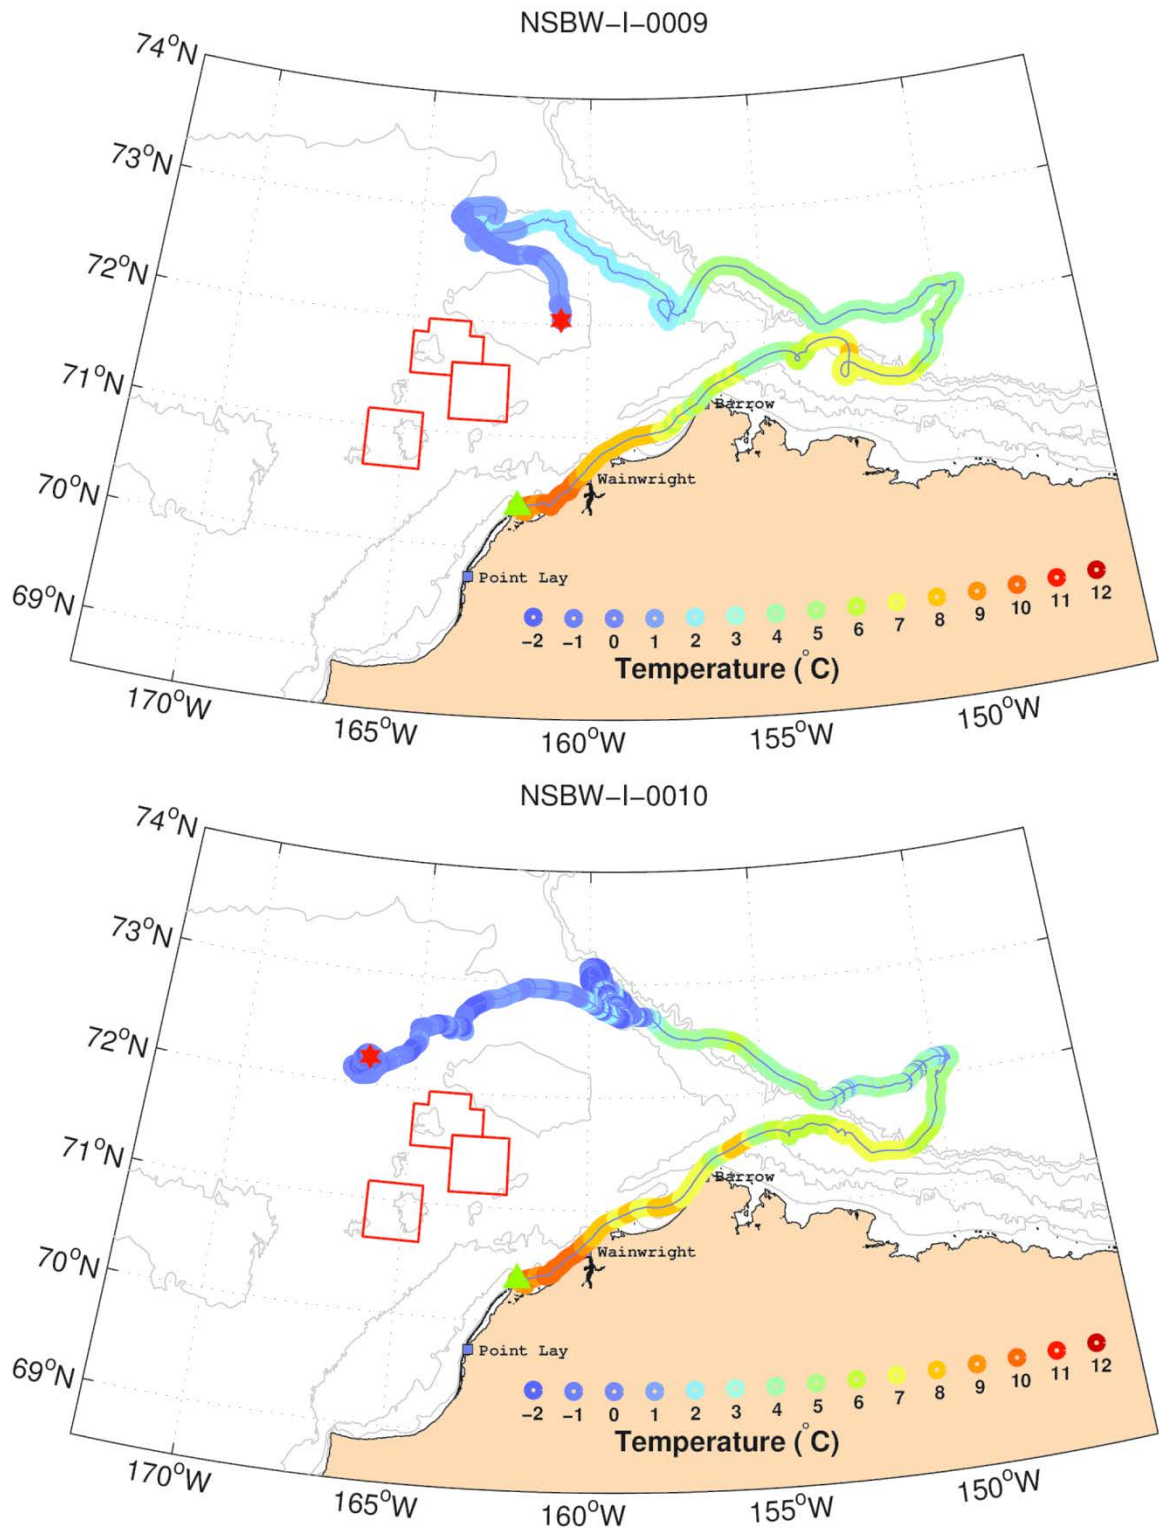 NSBW-I-0009
74°N
73°N
72°N
71°N
70°N
69°N
Barrow
Wainwright
Point Lay
-2 -1 0 1 2 3 4 5 6 7 8 9 10 11 12
Temperature (°C)
170°W 165°W 160°W 155°W 150°W
NSBW-I-0010
74°N
73°N
72°N
71°N
70°N
69°N
Barrow
Wainwright
Point Lay
-2 -1 0 1 2 3 4 5 6 7 8 9 10 11 12
Temperature (°C)
170°W 165°W 160°W 155°W 150°W